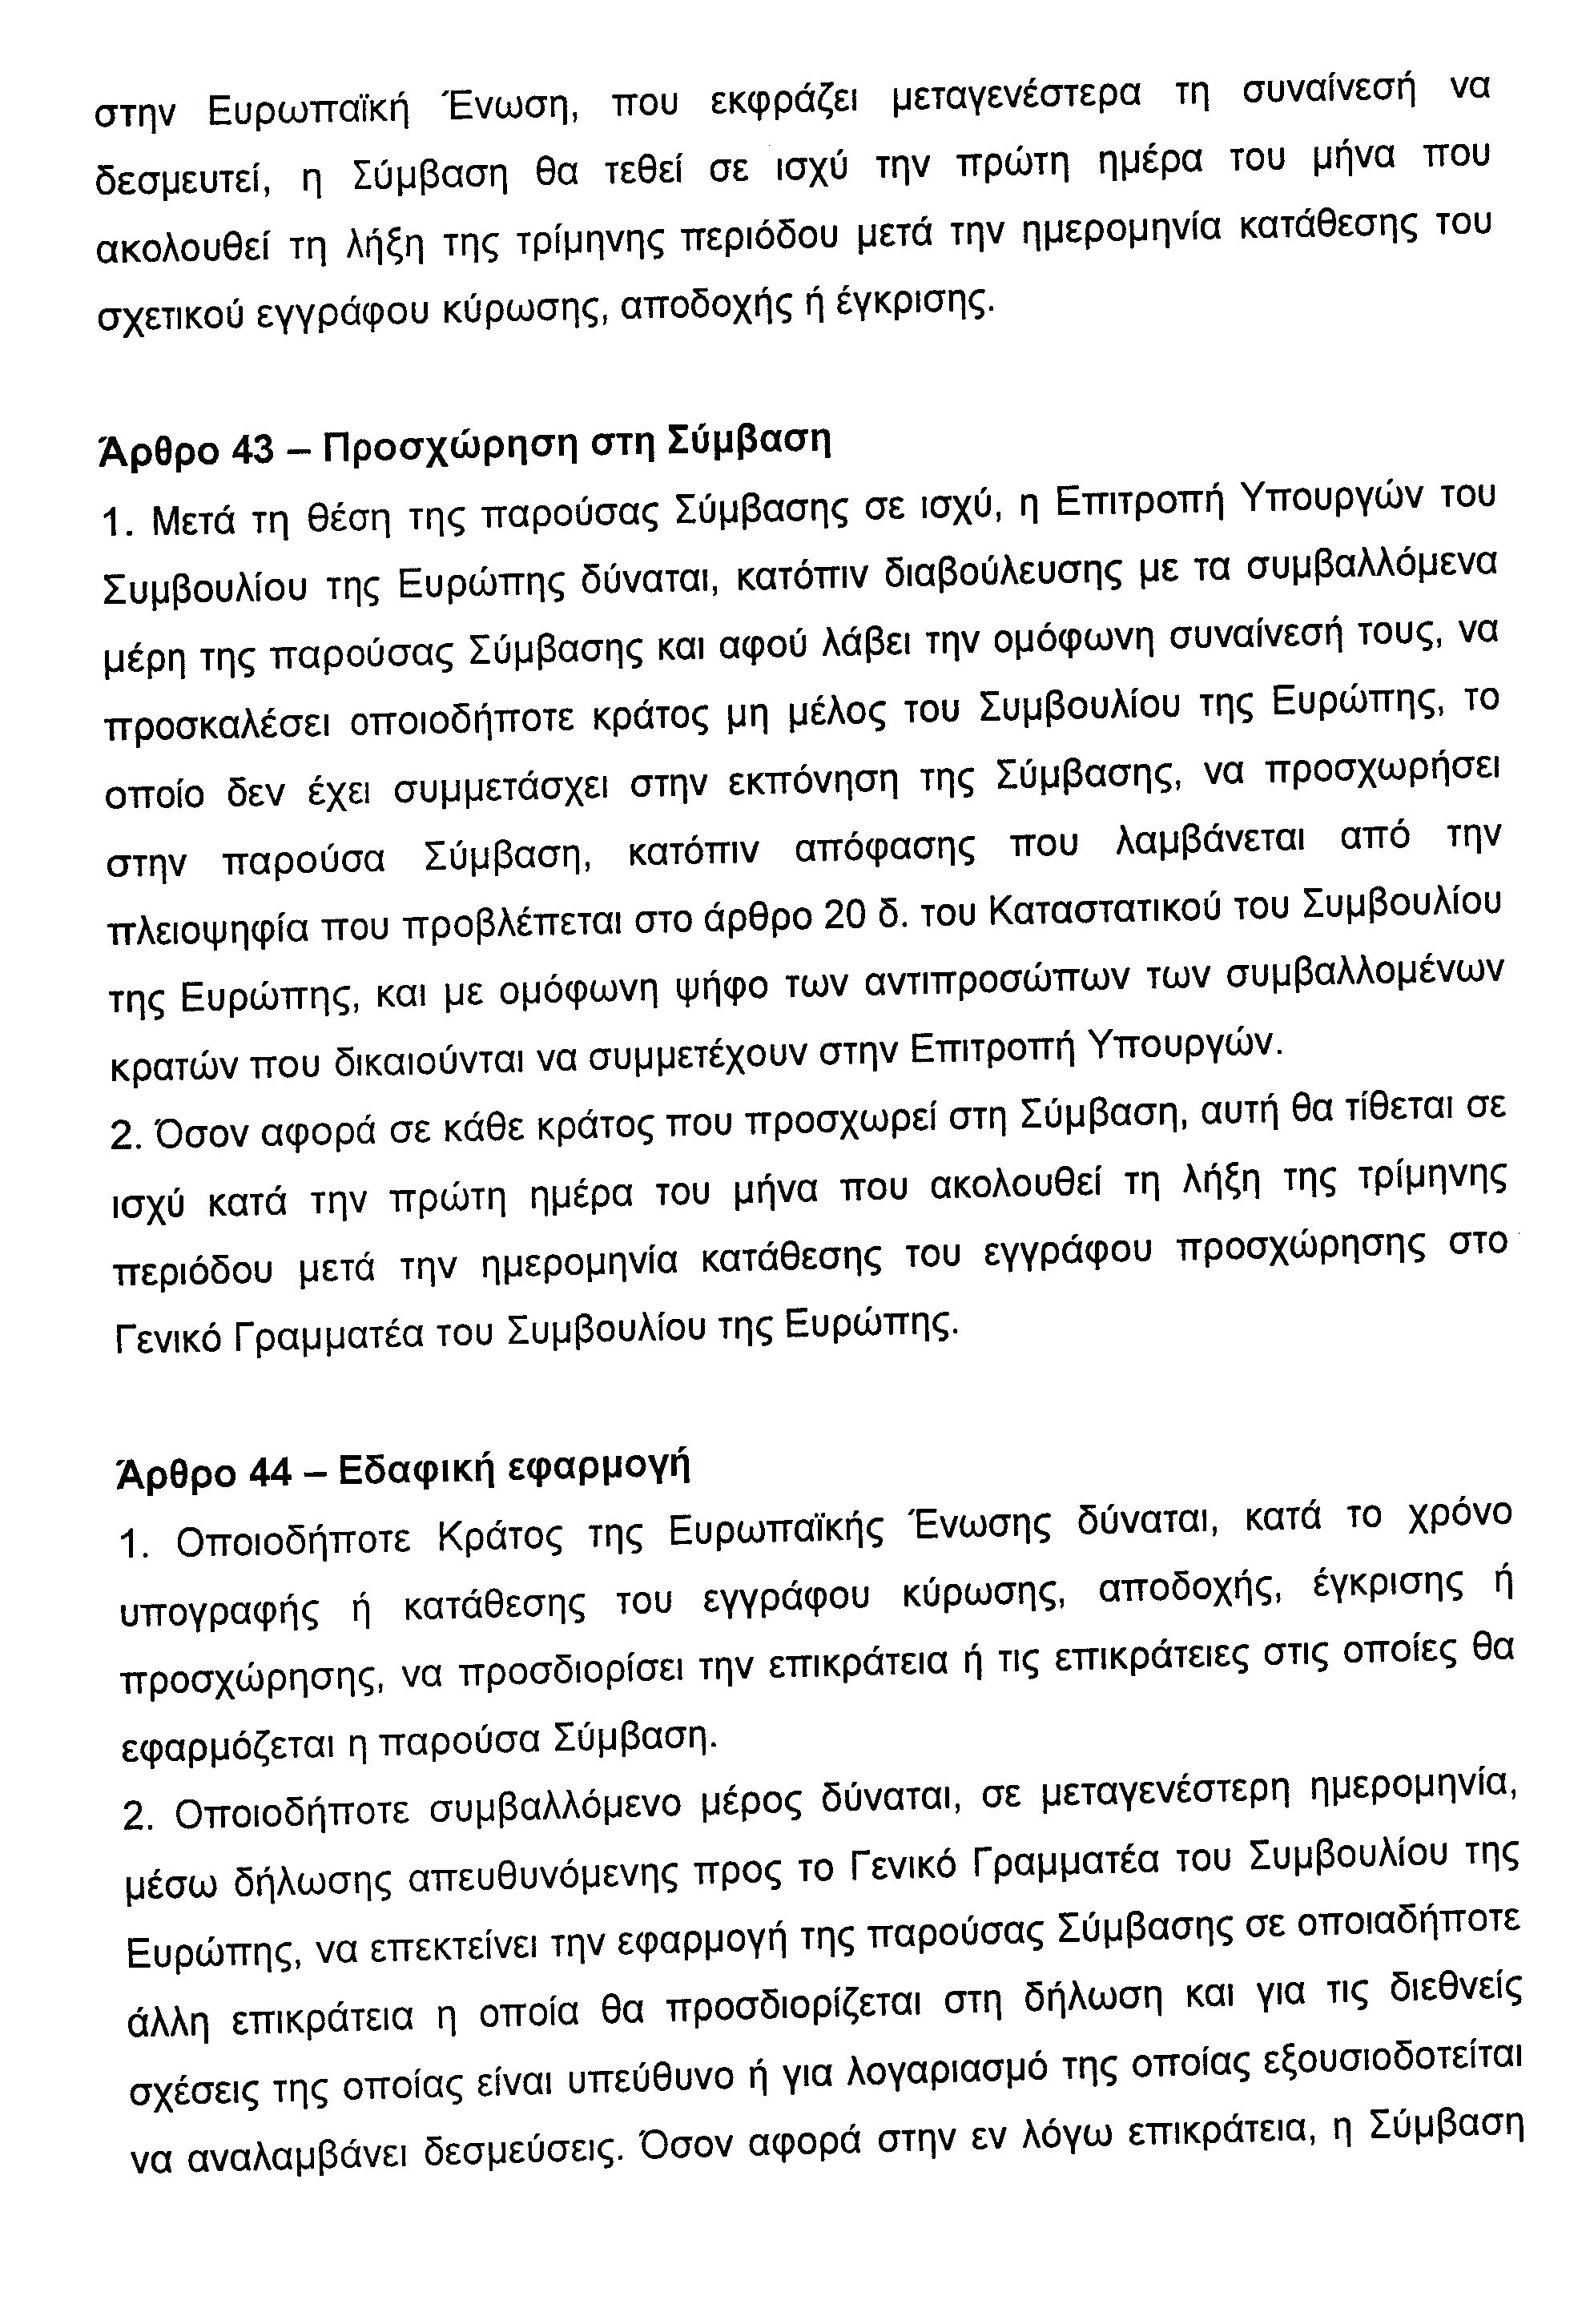 στην Ευρωπαϊκή Ένωση, που εκφράζει μεταγενέστερα τη συναίνεσή να
δεσμευτεί, η Σύμβαση θα τεθεί σε ισχύ την πρώτη ημέρα του μήνα που
ακολουθεί τη λήξη της τρίμηνης περιόδου μετά την ημερομηνία κατάθεσης του
σχετικού εγγράφου κύρωσης, αποδοχής ή έγκρισης.
Άρθρο 43 – Προσχώρηση στη Σύμβαση
1. Μετά τη θέση της παρούσας Σύμβασης σε ισχύ, η Επιτροπή Υπουργών του
Συμβουλίου της Ευρώπης δύναται, κατόπιν διαβούλευσης με τα συμβαλλόμενα
μέρη της παρούσας Σύμβασης και αφού λάβει την ομόφωνη συναίνεσή τους, να
προσκαλέσει οποιοδήποτε κράτος μη μέλος του Συμβουλίου της Ευρώπης, το
οποίο δεν έχει συμμετάσχει στην εκπόνηση της Σύμβασης, να προσχωρήσει
στην παρούσα Σύμβαση, κατόπιν απόφασης που λαμβάνεται από την
πλειοψηφία που προβλέπεται στο άρθρο 20 δ. του Καταστατικού του Συμβουλίου
της Ευρώπης, και με ομόφωνη ψήφο των αντιπροσώπων των συμβαλλομένων
κρατών που δικαιούνται να συμμετέχουν στην Επιτροπή Υπουργών.
2. Όσον αφορά σε κάθε κράτος που προσχωρεί στη Σύμβαση, αυτή θα τίθεται σε
ισχύ κατά την πρώτη ημέρα του μήνα που ακολουθεί τη λήξη της τρίμηνης
περιόδου μετά την ημερομηνία κατάθεσης του εγγράφου προσχώρησης στο
Γενικό Γραμματέα του Συμβουλίου της Ευρώπης.
Άρθρο 44 – Εδαφική εφαρμογή
1. Οποιοδήποτε Κράτος της Ευρωπαϊκής Ένωσης δύναται, κατά το χρόνο
υπογραφής ή κατάθεσης του εγγράφου κύρωσης, αποδοχής, έγκρισης ή
προσχώρησης, να προσδιορίσει την επικράτεια ή τις επικράτειες στις οποίες θα
εφαρμόζεται η παρούσα Σύμβαση.
2. Οποιοδήποτε συμβαλλόμενο μέρος δύναται, σε μεταγενέστερη ημερομηνία,
μέσω δήλωσης απευθυνόμενης προς το Γενικό Γραμματέα του Συμβουλίου της
Ευρώπης, να επεκτείνει την εφαρμογή της παρούσας Σύμβασης σε οποιαδήποτε
άλλη επικράτεια η οποία θα προσδιορίζεται στη δήλωση και για τις διεθνείς
σχέσεις της οποίας είναι υπεύθυνο ή για λογαριασμό της οποίας εξουσιοδοτείται
να αναλαμβάνει δεσμεύσεις. Όσον αφορά στην εν λόγω επικράτεια, η Σύμβαση